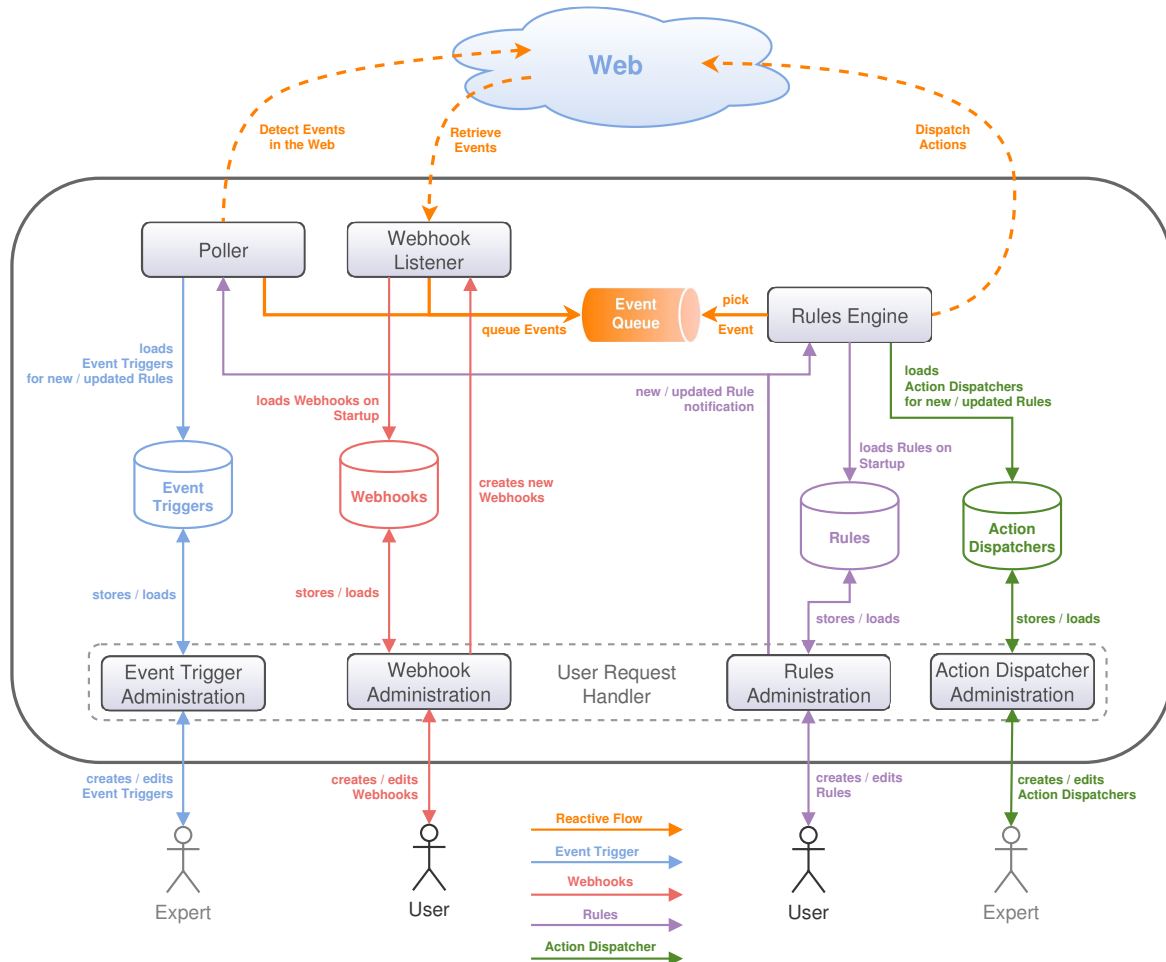 Web
Detect Events
in the Web
Retrieve
Events
Dispatch
Actions
Poller
Webhook
Listener
Event
Queue
pick
Event
Rules Engine
queue Events
loads
Event Triggers
for new / updated Rules
loads Webhooks on
Startup
new / updated Rule
notification
loads
Action Dispatchers
for new / updated Rules
loads Rules on
Startup
Event
Triggers
Webhooks
creates new
Webhooks
Rules
Action
Dispatchers
stores / loads
stores / loads
stores / loads
stores / loads
Event Trigger
Administration
Webhook
Administration
User Request
Handler
Rules
Administration
Action Dispatcher
Administration
creates / edits
Event Triggers
creates / edits
Webhooks
creates / edits
Rules
creates / edits
Action Dispatchers
Expert
User
User
Expert
Reactive Flow
Event Trigger
Webhooks
Rules
Action Dispatcher